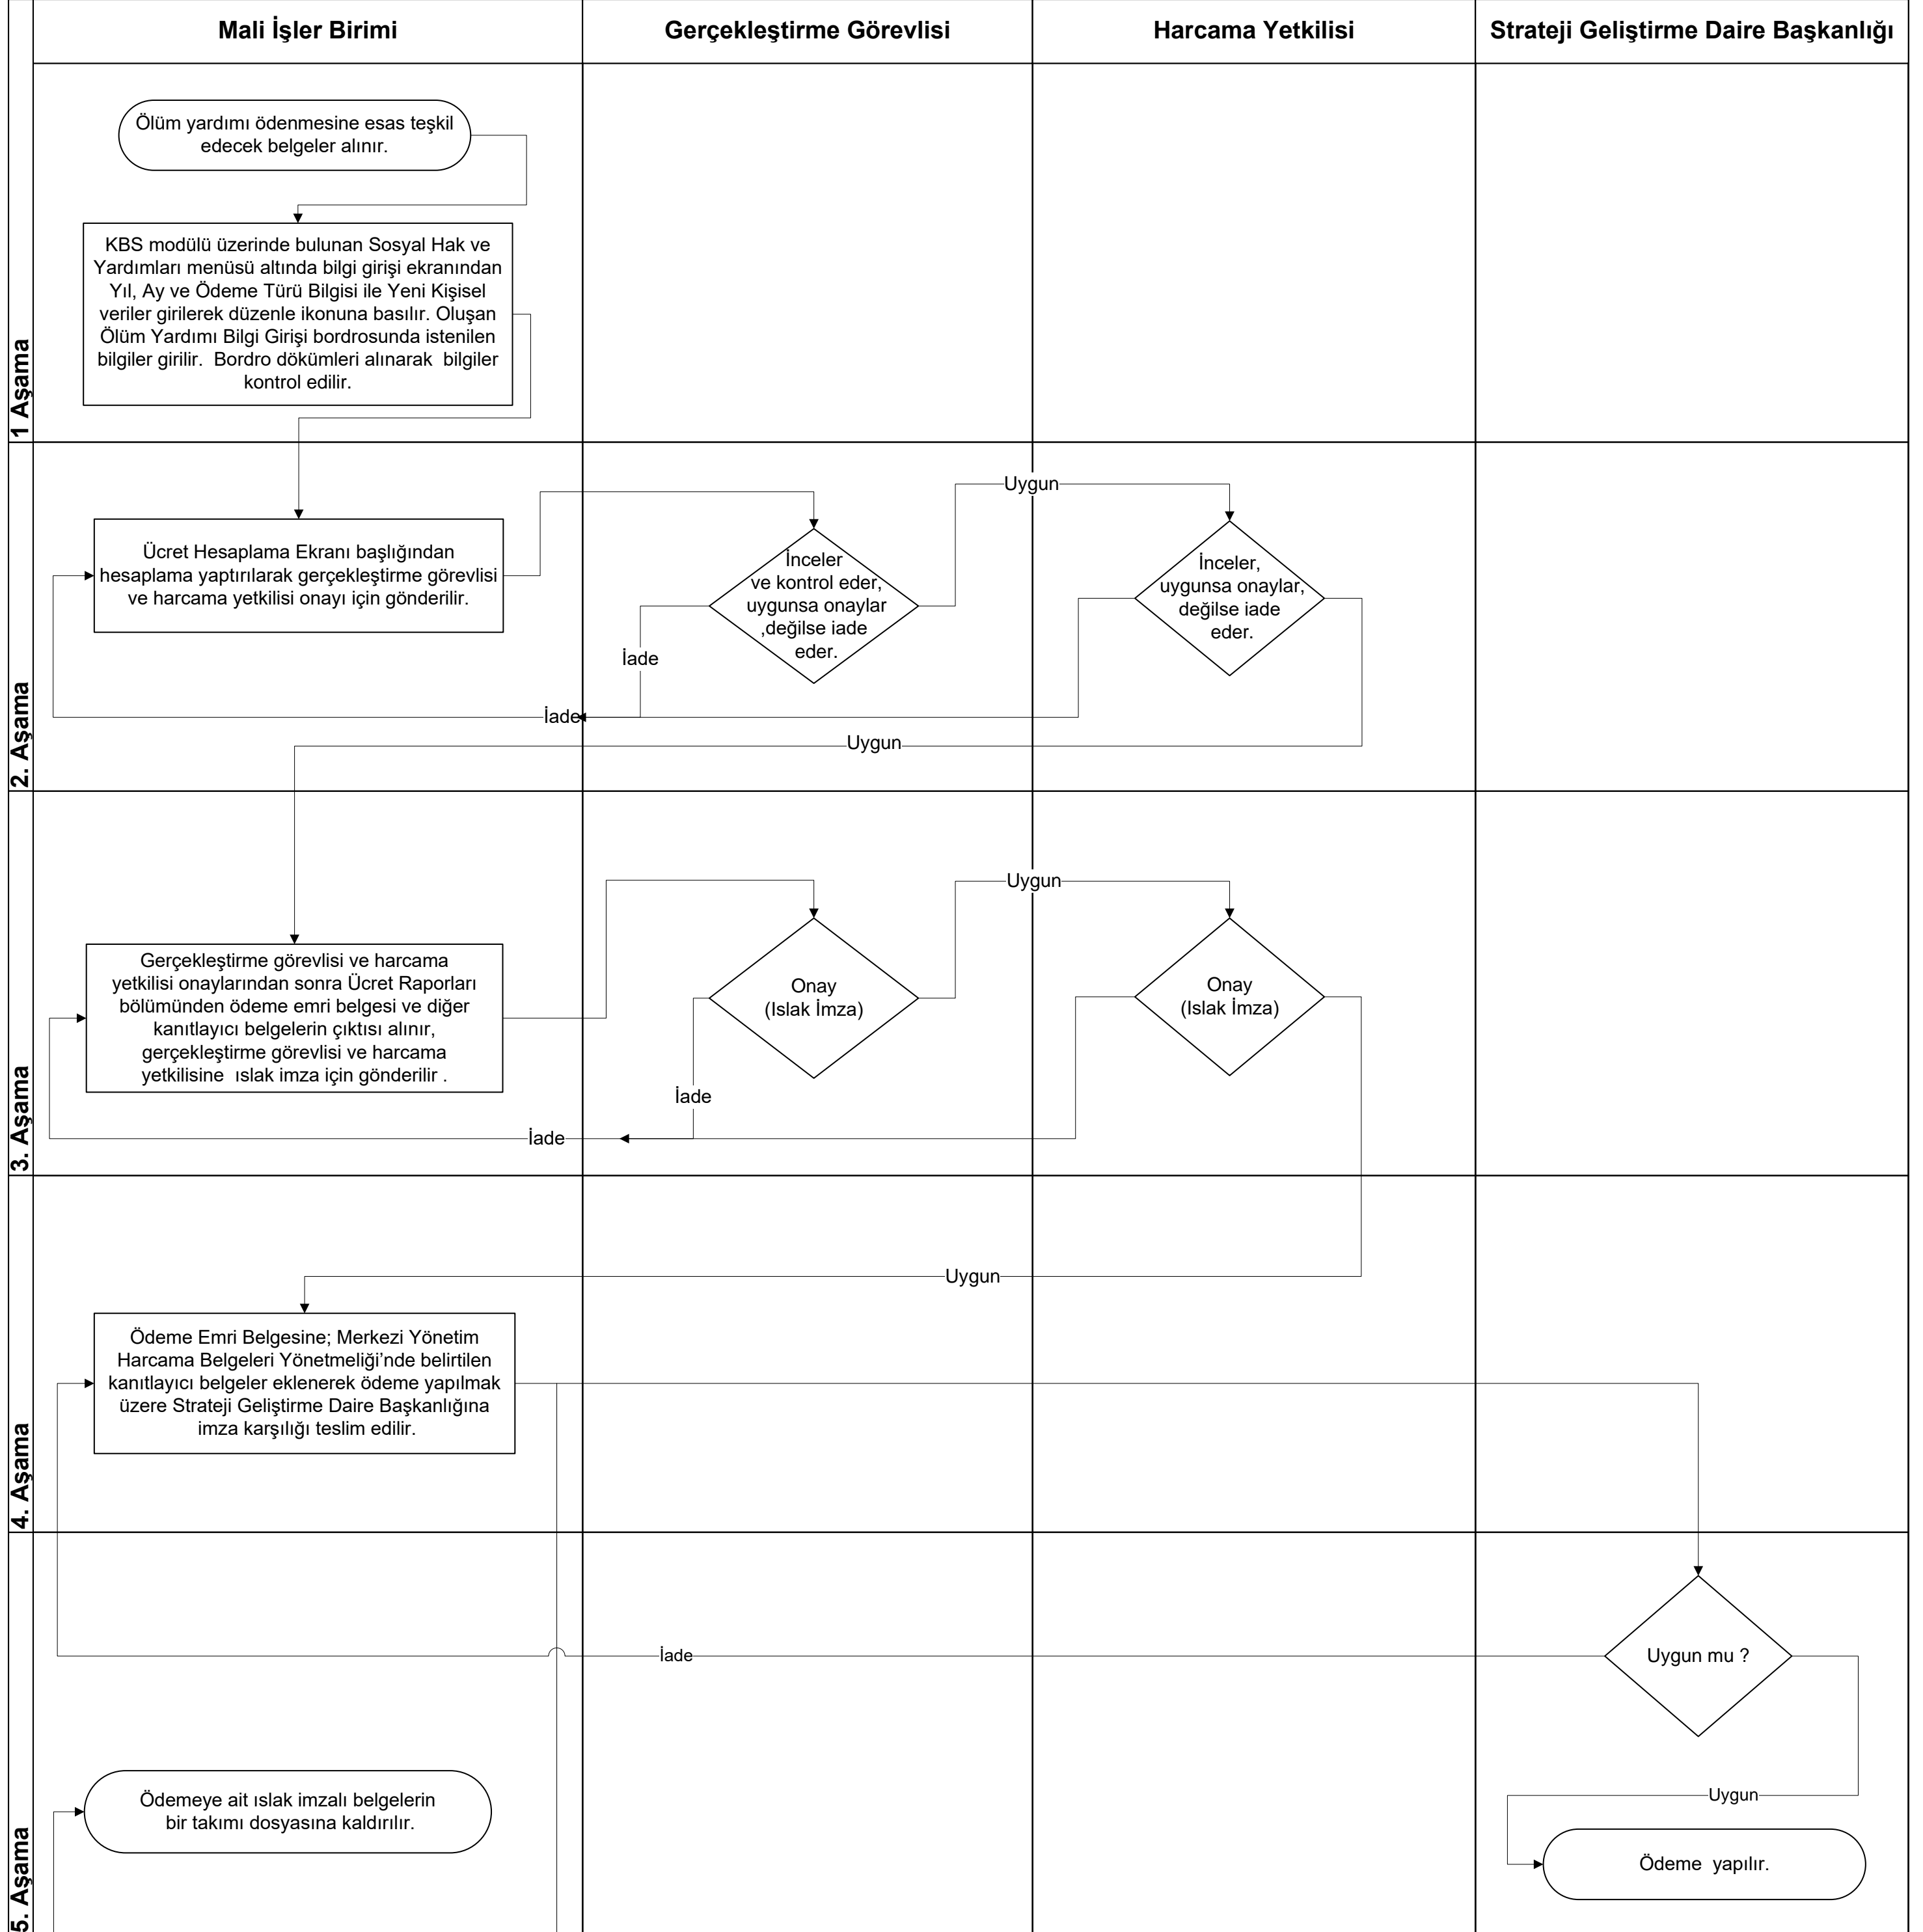 Mali İşler Birimi
Gerçekleştirme Görevlisi
Harcama Yetkilisi
Strateji Geliştirme Daire Başkanlığı
1 Aşama
Ölüm yardımı ödenmesine esas teşkil
edecek belgeler alınır.
KBS modülü üzerinde bulunan Sosyal Hak ve
Yardımları menüsü altında bilgi girişi ekranından
Yıl, Ay ve Ödeme Türü Bilgisi ile Yeni Kişisel
veriler girilerek düzenle ikonuna basılır. Oluşan
Ölüm Yardımı Bilgi Girişi bordrosunda istenilen
bilgiler girilir.  Bordro dökümleri alınarak  bilgiler
kontrol edilir.
2. Aşama
Ücret Hesaplama Ekranı başlığından
hesaplama yaptırılarak gerçekleştirme görevlisi
ve harcama yetkilisi onayı için gönderilir.
İnceler
ve kontrol eder,
uygunsa onaylar
,değilse iade
eder.
Uygun
İnceler,
uygunsa onaylar,
değilse iade
eder.
İade
İade
Uygun
3. Aşama
Gerçekleştirme görevlisi ve harcama
yetkilisi onaylarından sonra Ücret Raporları
bölümünden ödeme emri belgesi ve diğer
kanıtlayıcı belgelerin çıktısı alınır,
gerçekleştirme görevlisi ve harcama
yetkilisine  ıslak imza için gönderilir .
Onay
(Islak İmza)
Uygun
Onay
(Islak İmza)
İade
İade
Uygun
4. Aşama
Ödeme Emri Belgesine; Merkezi Yönetim
Harcama Belgeleri Yönetmeliği’nde belirtilen
kanıtlayıcı belgeler eklenerek ödeme yapılmak
üzere Strateji Geliştirme Daire Başkanlığına
imza karşılığı teslim edilir.
5. Aşama
Uygun mu ?
İade
Uygun
Ödemeye ait ıslak imzalı belgelerin
bir takımı dosyasına kaldırılır.
Ödeme  yapılır.